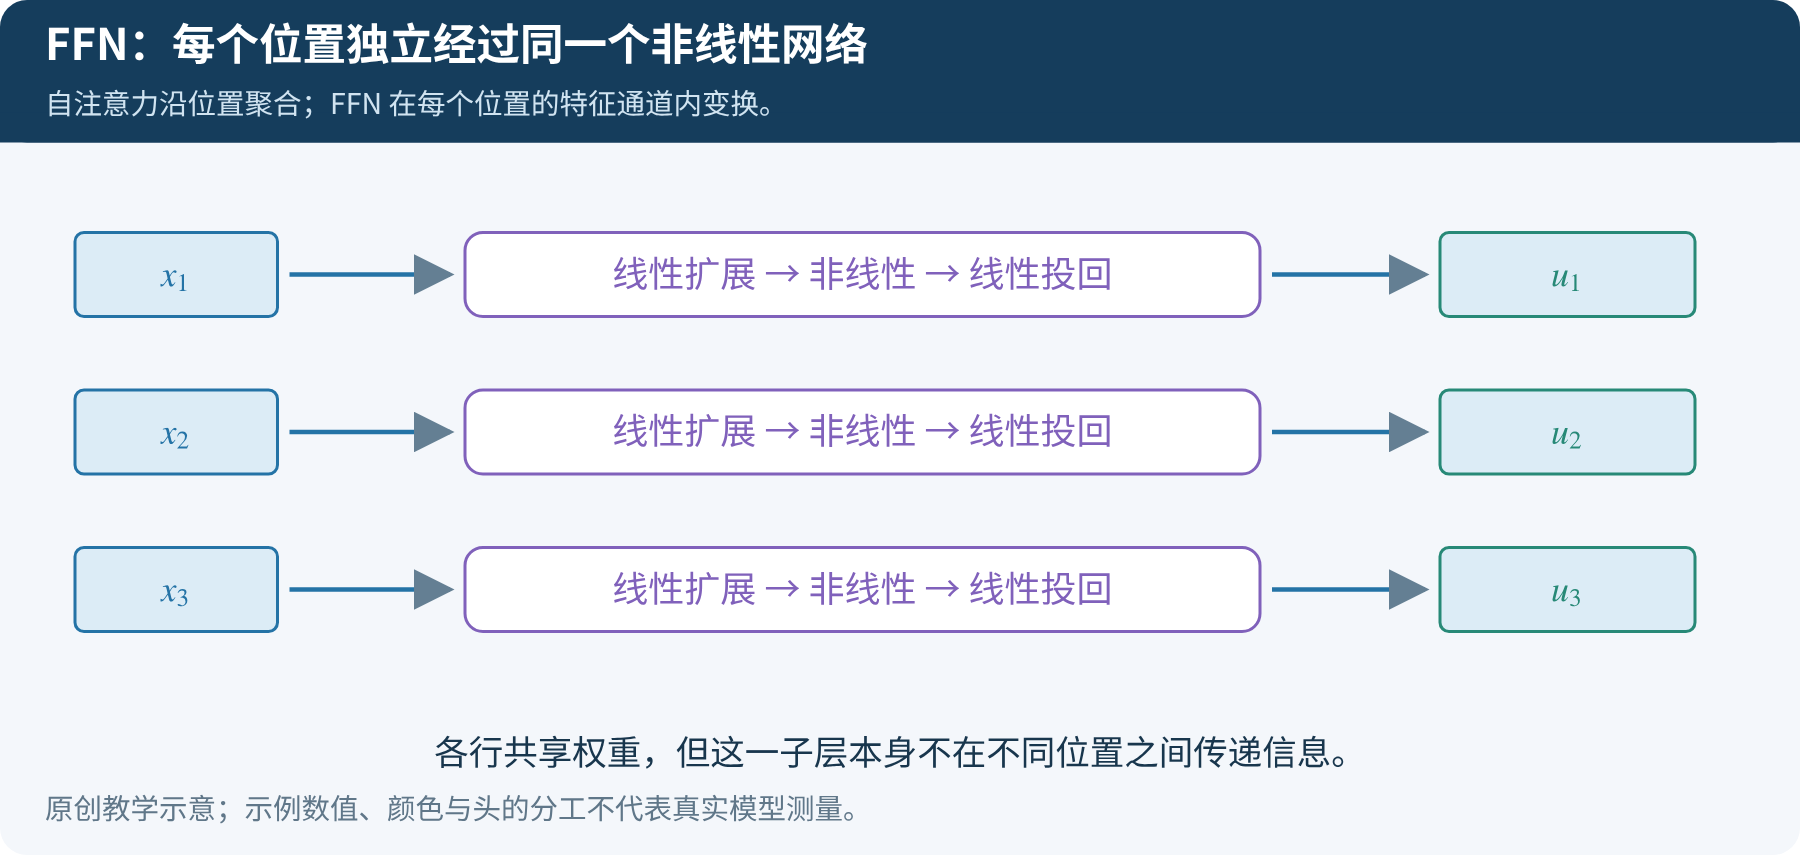 FFN：每个位置独立经过同一个非线性网络
自注意力沿位置聚合；FFN 在每个位置的特征通道内变换。
x₁ 线性扩展 → 非线性 → 线性投回 u₁
x₂ 线性扩展 → 非线性 → 线性投回 u₂
x₃ 线性扩展 → 非线性 → 线性投回 u₃
各行共享权重，但这一子层本身不在不同位置之间传递信息。
原创教学示意；示例数值、颜色与头的分工不代表真实模型测量。